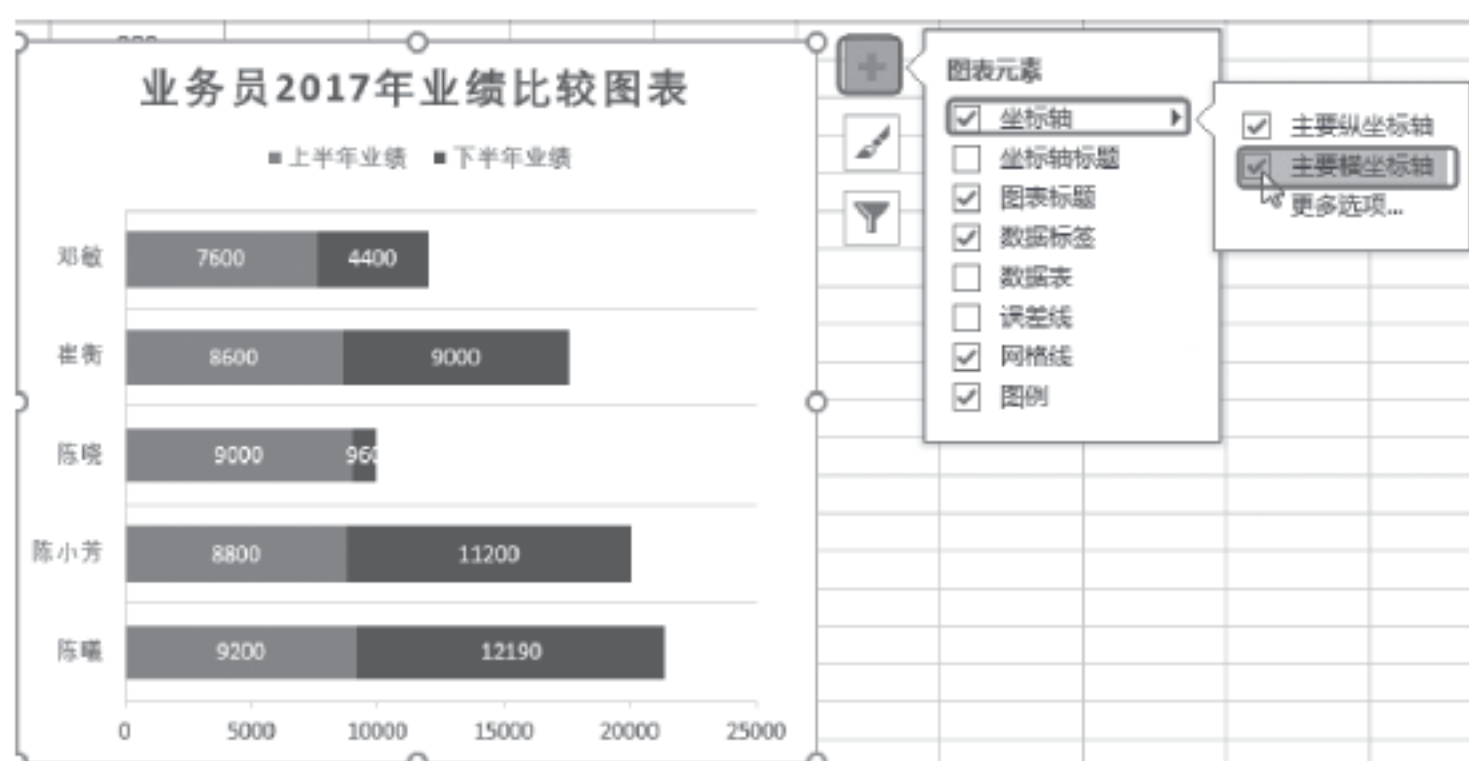 业务员2017年业绩比较图表
上半年业绩 下半年业绩
邓敏 7600 4400
崔衡 8600 9000
陈晓 9000 960
陈小芳 8800 11200
陈曦 9200 12190
0 5000 10000 15000 20000 25000
图表元素
坐标轴
坐标轴标题
图表标题
数据标签
数据表
误差线
网格线
图例
主要纵坐标轴
主要横坐标轴
更多选项...